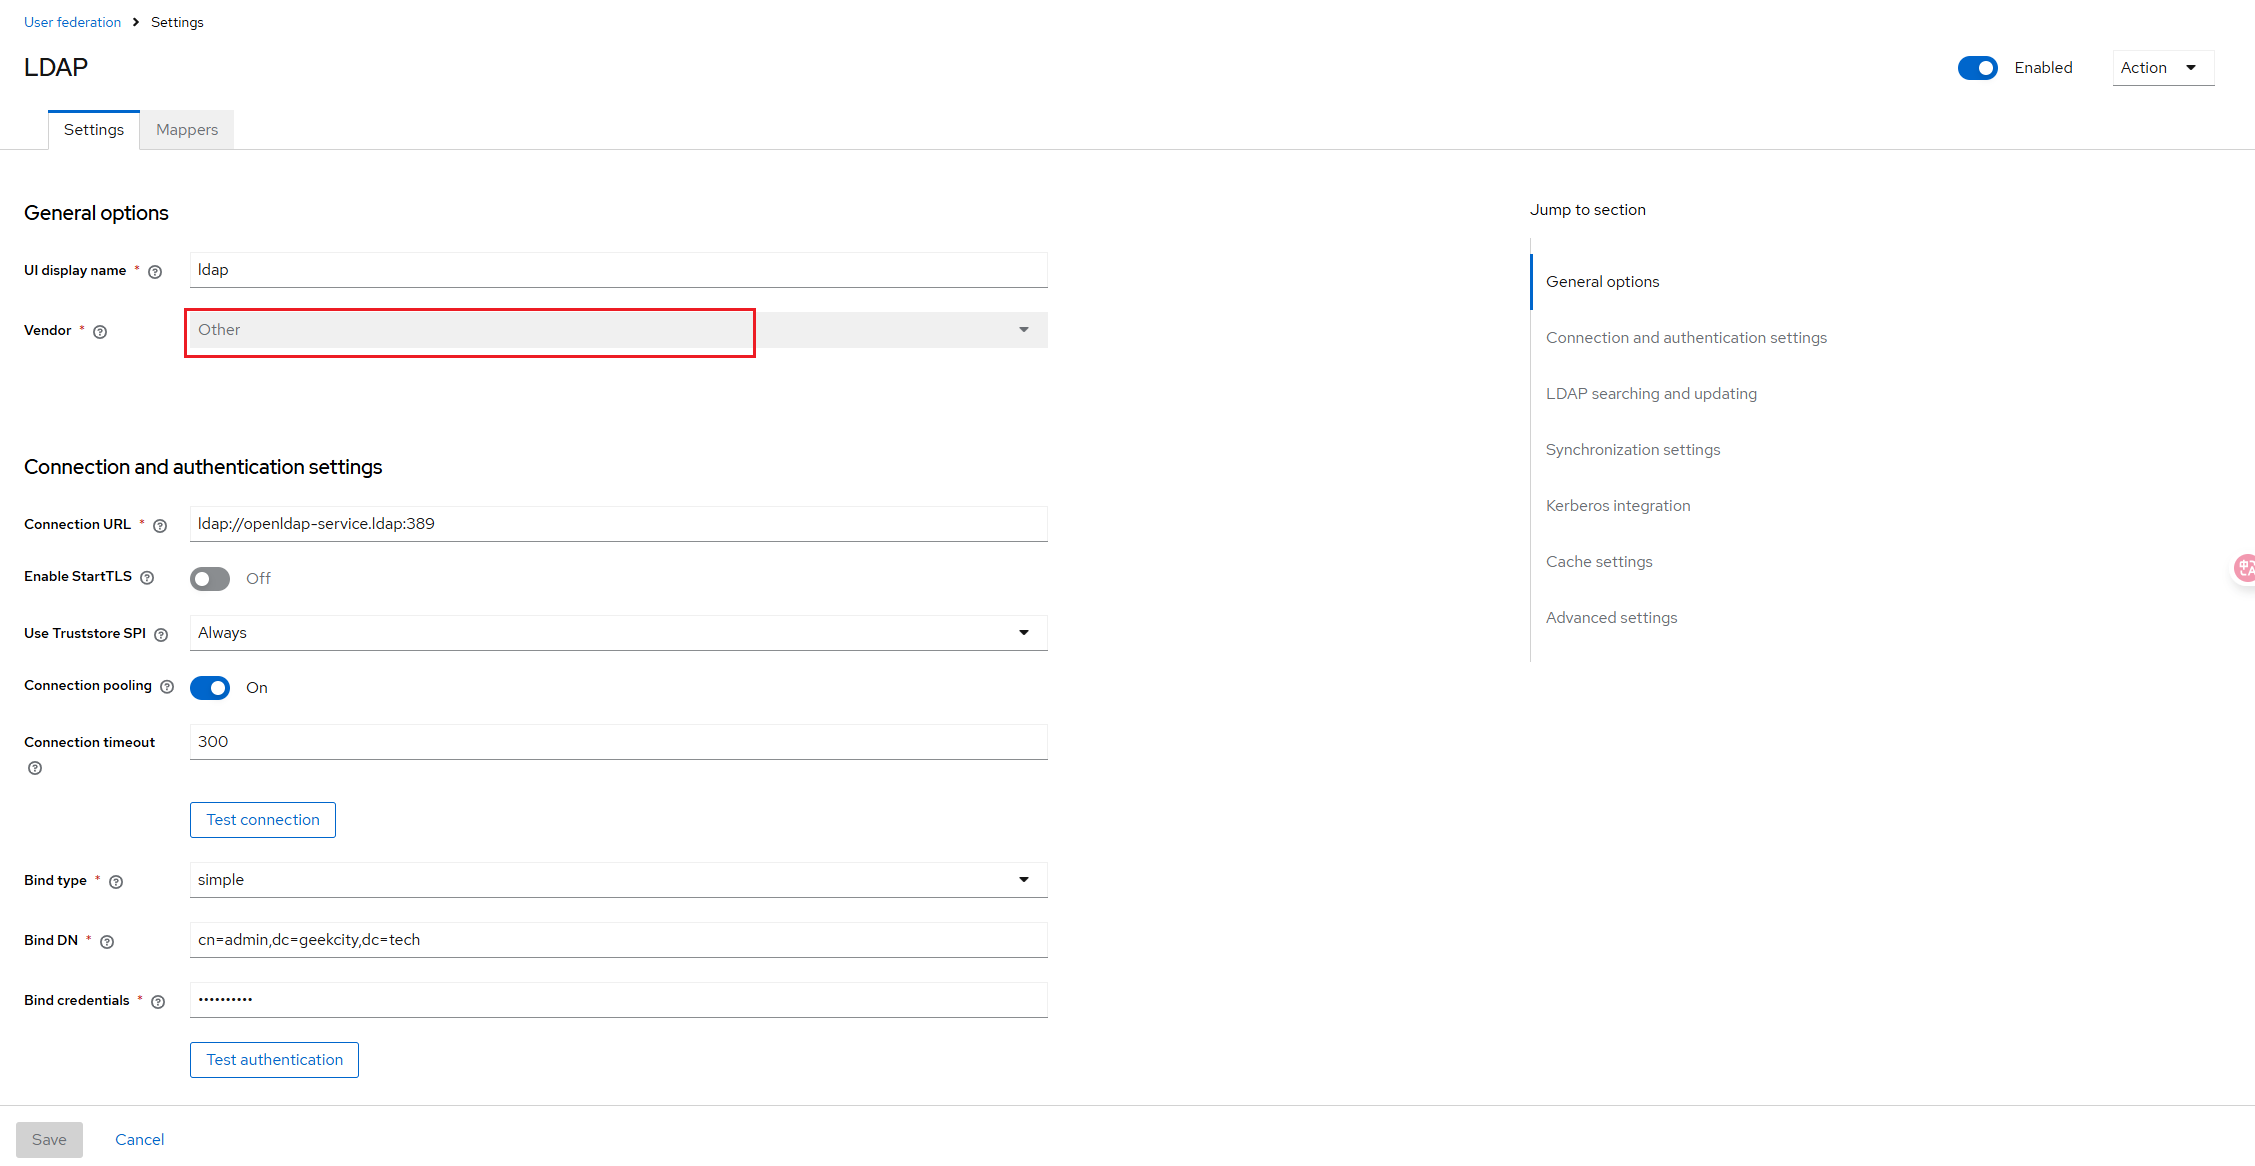 User federation > Settings
LDAP
Enabled
Action
Settings
Mappers
General options
UI display name *
ldap
Vendor *
Other
Connection and authentication settings
Connection URL *
ldap://openldap-service.ldap:389
Enable StartTLS
Off
Use Truststore SPI
Always
Connection pooling
On
Connection timeout
300
Test connection
Bind type *
simple
Bind DN *
cn=admin,dc=geekcity,dc=tech
Bind credentials *
••••••••••
Test authentication
Save
Cancel
Jump to section
General options
Connection and authentication settings
LDAP searching and updating
Synchronization settings
Kerberos integration
Cache settings
Advanced settings